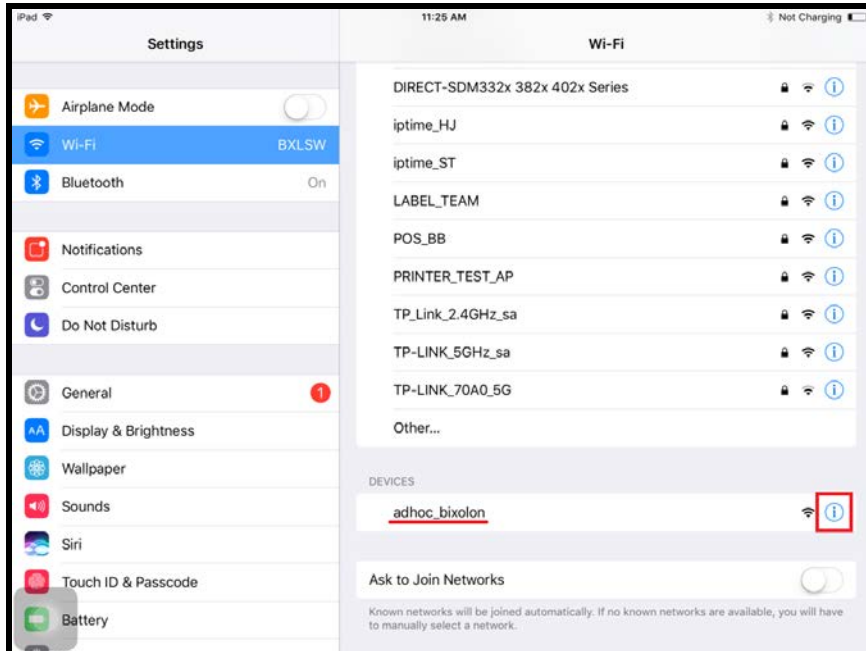 iPad
11:25 AM
Not Charging
Settings
Wi-Fi
Airplane Mode
Wi-Fi BXLSW
Bluetooth On
Notifications
Control Center
Do Not Disturb
General 1
AA Display & Brightness
Wallpaper
Sounds
Siri
Touch ID & Passcode
Battery
DIRECT-SDM332x 382x 402x Series
iptime_HJ
iptime_ST
LABEL_TEAM
POS_BB
PRINTER_TEST_AP
TP_Link_2.4GHz_sa
TP-LINK_5GHz_sa
TP-LINK_70A0_5G
Other...
DEVICES
adhoc_bixolon
Ask to Join Networks
Known networks will be joined automatically. If no known networks are available, you will have
to manually select a network.